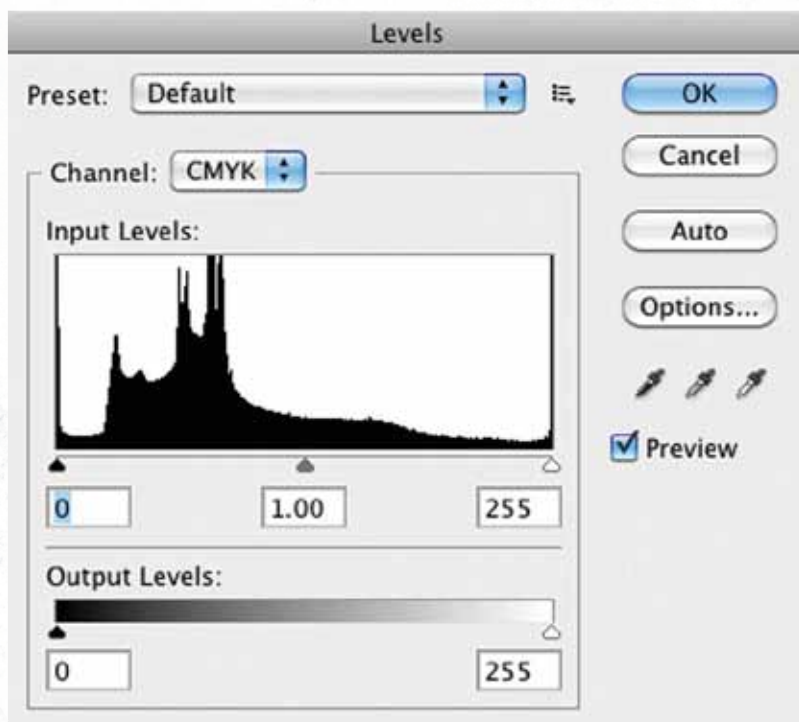 Levels
Preset: Default
OK
Channel: CMYK
Cancel
Input Levels:
Auto
Options...
Preview
0 1.00 255
Output Levels:
0 255